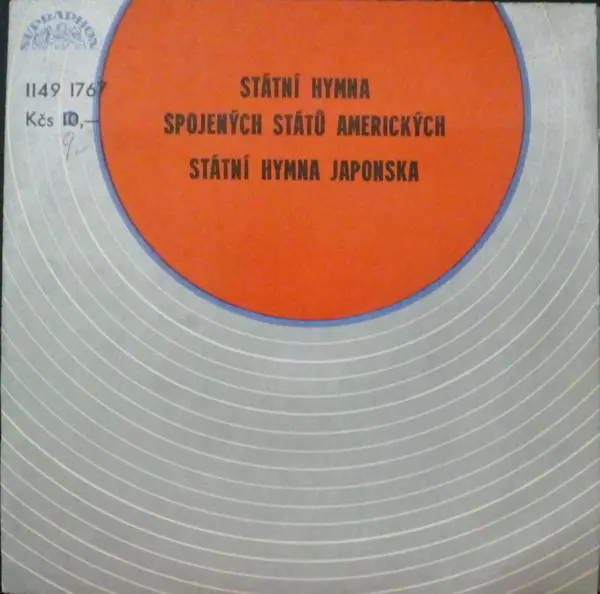 SUPRAPHON
1149 1767
Kčs 10,—
9.-
STÁTNÍ HYMNA
SPOJENÝCH STÁTŮ AMERICKÝCH
STÁTNÍ HYMNA JAPONSKA